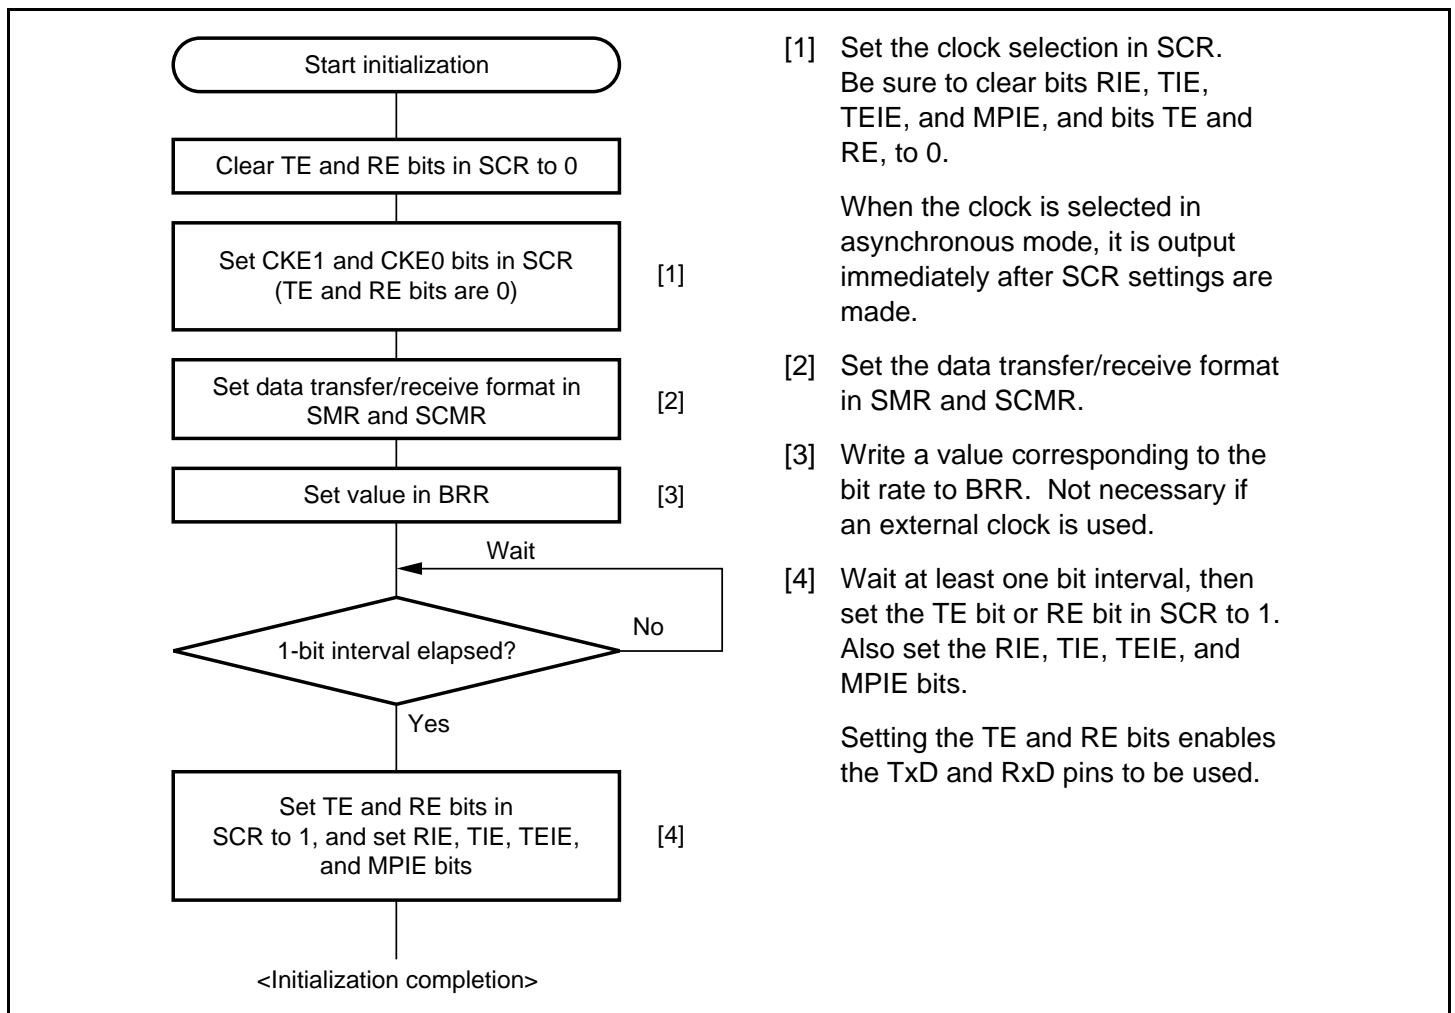 Start initialization
Clear TE and RE bits in SCR to 0
Set CKE1 and CKE0 bits in SCR
(TE and RE bits are 0)
[1]
Set data transfer/receive format in
SMR and SCMR
[2]
Set value in BRR
[3]
Wait
1-bit interval elapsed?
No
Yes
Set TE and RE bits in
SCR to 1, and set RIE, TIE, TEIE,
and MPIE bits
[4]
<Initialization completion>
[1] Set the clock selection in SCR.
Be sure to clear bits RIE, TIE,
TEIE, and MPIE, and bits TE and
RE, to 0.
When the clock is selected in
asynchronous mode, it is output
immediately after SCR settings are
made.
[2] Set the data transfer/receive format
in SMR and SCMR.
[3] Write a value corresponding to the
bit rate to BRR.  Not necessary if
an external clock is used.
[4] Wait at least one bit interval, then
set the TE bit or RE bit in SCR to 1.
Also set the RIE, TIE, TEIE, and
MPIE bits.
Setting the TE and RE bits enables
the TxD and RxD pins to be used.